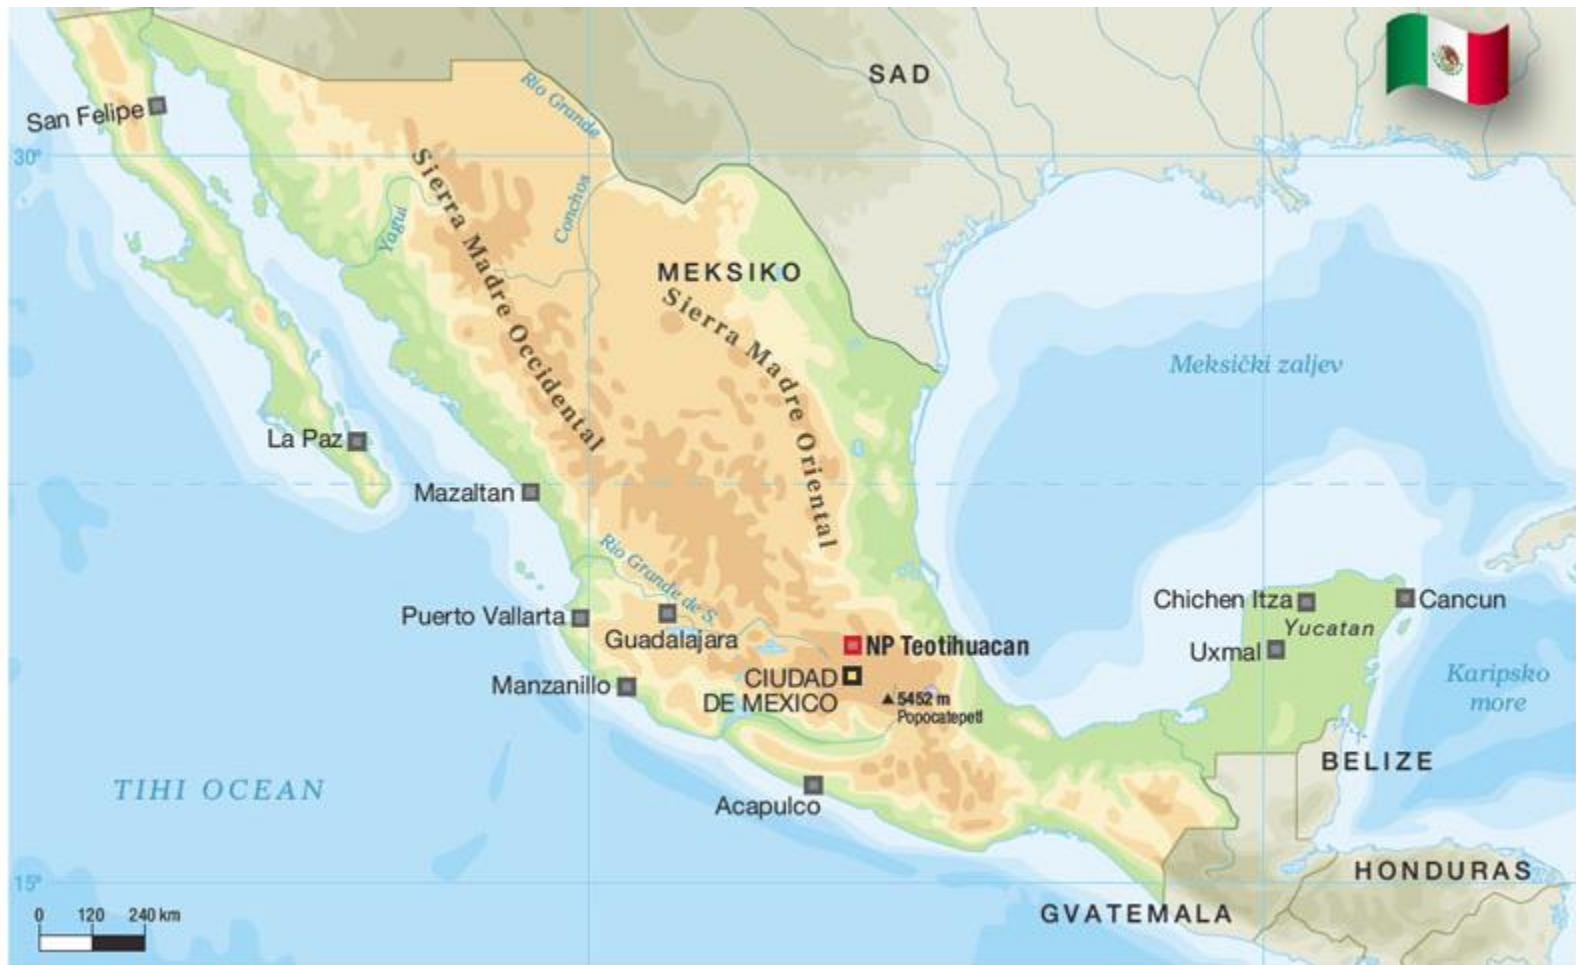 SAD
Rio Grande
San Felipe
30°
Sierra Madre Occidental
Conchos
Yagui
MEKSIKO
Sierra Madre Oriental
Meksički zaljev
La Paz
Mazaltan
Rio Grande de S.
Chichen Itza
Cancun
Yucatan
Puerto Vallarta
Guadalajara
NP Teotihuacan
Uxmal
CIUDAD
DE MEXICO
Manzanillo
5452 m
Popocatepetl
Karipsko
more
BELIZE
TIHI OCEAN
Acapulco
HONDURAS
15°
GVATEMALA
0 120 240 km